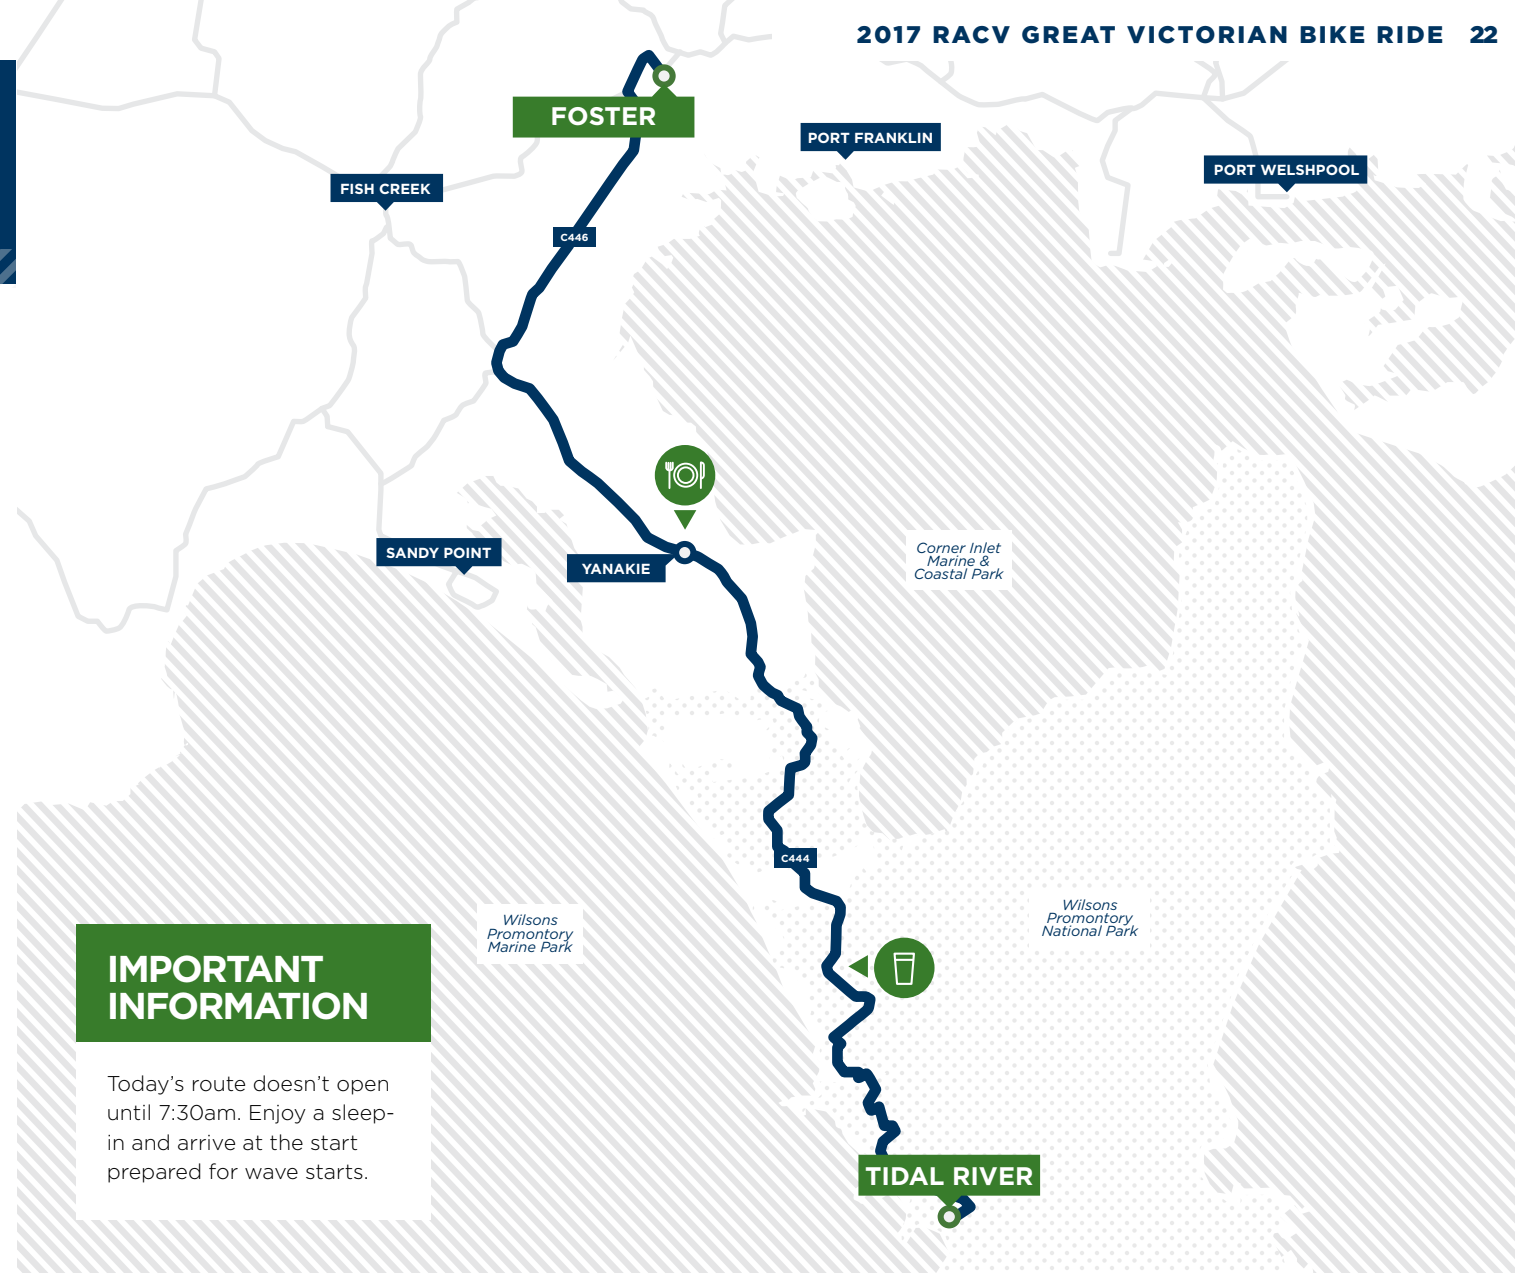 2017 RACV GREAT VICTORIAN BIKE RIDE 22
FOSTER
PORT FRANKLIN
PORT WELSHPOOL
FISH CREEK
C446
SANDY POINT
YANAKIE
Corner Inlet
Marine &
Coastal Park
C444
Wilsons
Promontory
Marine Park
Wilsons
Promontory
National Park
IMPORTANT
INFORMATION
Today’s route doesn’t open
until 7:30am. Enjoy a sleep-
in and arrive at the start
prepared for wave starts.
TIDAL RIVER